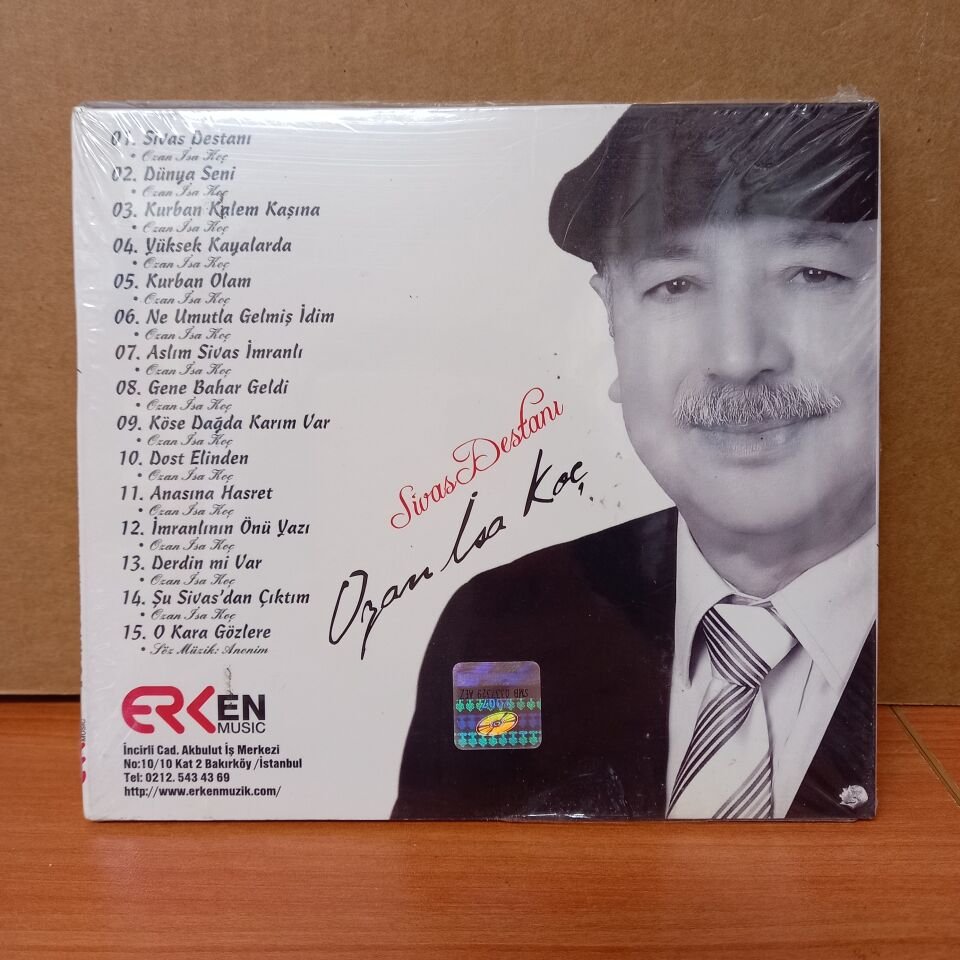 01. Sivas Destanı
• Ozan İsa Koç
02. Dünya Seni
• Ozan İsa Koç
03. Kurban Kalem Kaşına
• Ozan İsa Koç
04. Yüksek Kayalarda
• Ozan İsa Koç
05. Kurban Olam
• Ozan İsa Koç
06. Ne Umutla Gelmiş İdim
• Ozan İsa Koç
07. Aslım Sivas İmranlı
• Ozan İsa Koç
08. Gene Bahar Geldi
• Ozan İsa Koç
09. Köse Dağda Karım Var
• Ozan İsa Koç
10. Dost Elinden
• Ozan İsa Koç
11. Anasına Hasret
• Ozan İsa Koç
12. İmranlının Önü Yazı
• Ozan İsa Koç
13. Derdin mi Var
• Ozan İsa Koç
14. Şu Sivas'dan Çıktım
• Ozan İsa Koç
15. O Kara Gözlere
• Söz Müzik: Anonim
Sivas Destanı
Ozan İsa Koç
ERKEN
MUSIC
İncirli Cad. Akbulut İş Merkezi
No:10/10 Kat 2 Bakırköy /İstanbul
Tel: 0212. 543 43 69
http://www.erkenmuzik.com/